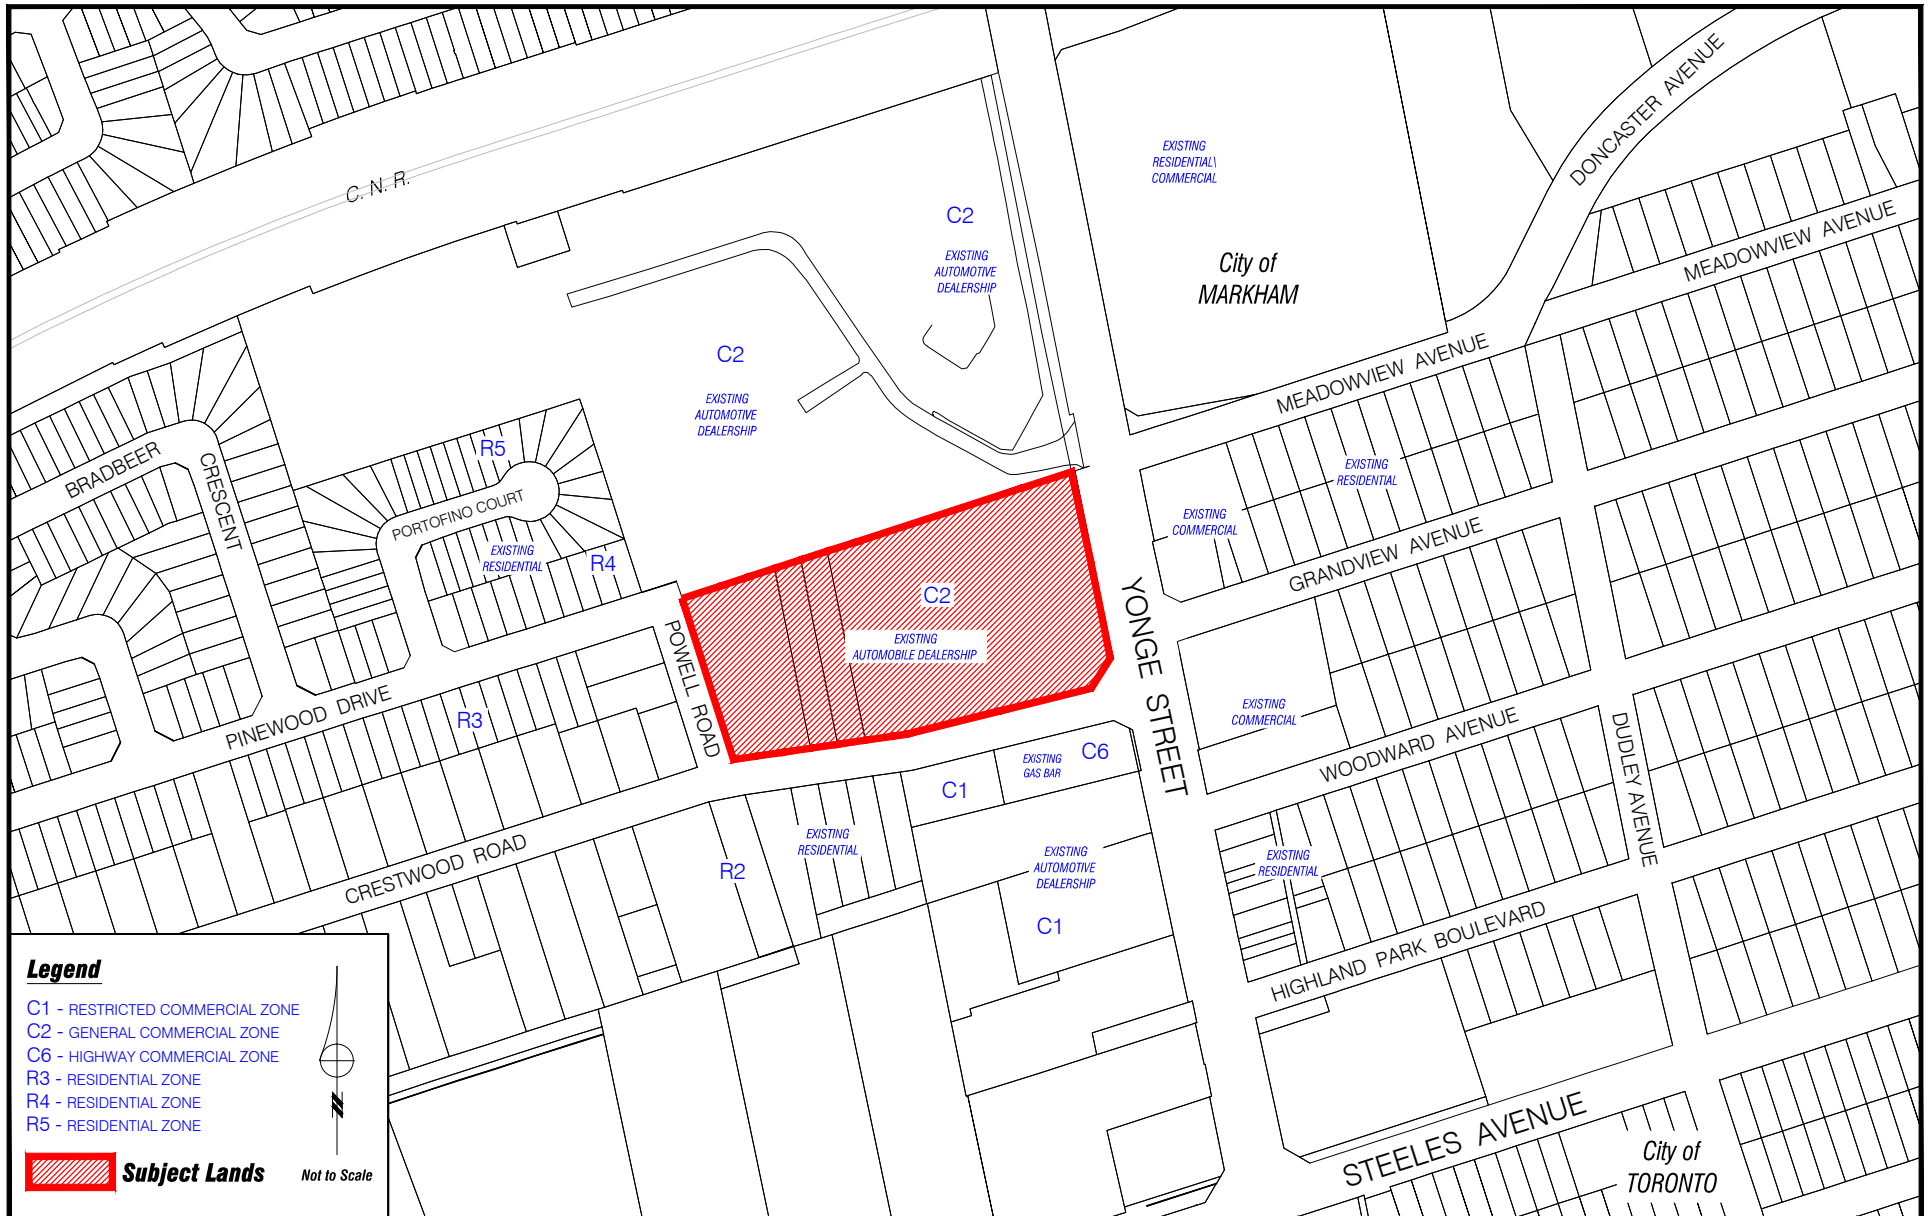 C. N. R.
DONCASTER AVENUE
EXISTING
RESIDENTIAL\
COMMERCIAL
C2
EXISTING
AUTOMOTIVE
DEALERSHIP
City of
MARKHAM
MEADOWVIEW AVENUE
MEADOWVIEW AVENUE
C2
EXISTING
AUTOMOTIVE
DEALERSHIP
BRADBEER
CRESCENT
R5
PORTOFINO COURT
EXISTING
RESIDENTIAL
R4
EXISTING
RESIDENTIAL
EXISTING
COMMERCIAL
GRANDVIEW AVENUE
C2
EXISTING
AUTOMOBILE DEALERSHIP
POWELL ROAD
YONGE STREET
PINEWOOD DRIVE
R3
EXISTING
COMMERCIAL
WOODWARD AVENUE
DUDLEY AVENUE
EXISTING
GAS BAR
C6
C1
EXISTING
RESIDENTIAL
R2
CRESTWOOD ROAD
EXISTING
AUTOMOTIVE
DEALERSHIP
C1
EXISTING
RESIDENTIAL
HIGHLAND PARK BOULEVARD
STEELES AVENUE
City of
TORONTO
Legend
C1 - RESTRICTED COMMERCIAL ZONE
C2 - GENERAL COMMERCIAL ZONE
C6 - HIGHWAY COMMERCIAL ZONE
R3 - RESIDENTIAL ZONE
R4 - RESIDENTIAL ZONE
R5 - RESIDENTIAL ZONE
Subject Lands
N
Not to Scale